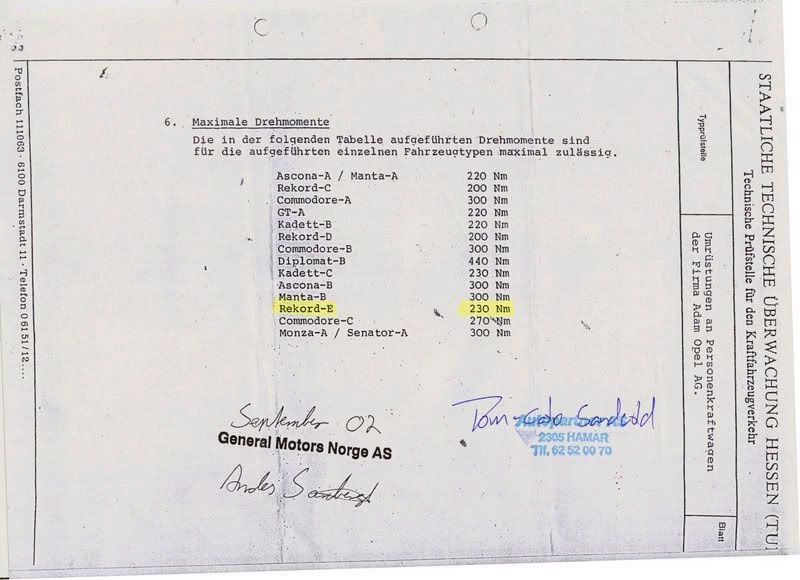 6. Maximale Drehmomente
Die in der folgenden Tabelle aufgeführten Drehmomente sind
für die aufgeführten einzelnen Fahrzeugtypen maximal zulässig.
Ascona-A / Manta-A 220 Nm
Rekord-C 200 Nm
Commodore-A 300 Nm
GT-A 220 Nm
Kadett-B 220 Nm
Rekord-D 200 Nm
Commodore-B 300 Nm
Diplomat-B 440 Nm
Kadett-C 230 Nm
Ascona-B 300 Nm
Manta-B 300 Nm
Rekord-E 230 Nm
Commodore-C 270 Nm
Monza-A / Senator-A 300 Nm
September 02
General Motors Norge AS
2305 HAMAR
Tlf. 62 52 00 70
Postfach 111063 · 6100 Darmstadt 11 · Telefon 06151/12....
STAATLICHE TECHNISCHE ÜBERWACHUNG HESSEN (TÜ
Technische Prüfstelle für den Kraftfahrzeugverkehr
Typprüfstelle
Umrüstungen an Personenkraftwagen
der Firma Adam Opel AG.
Blatt